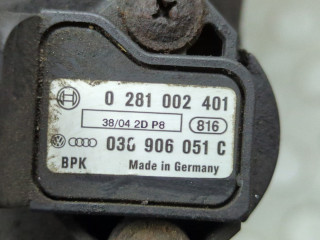 0 281 002 401
38/04 2D P8 816
030 906 051 C
BPK Made in Germany